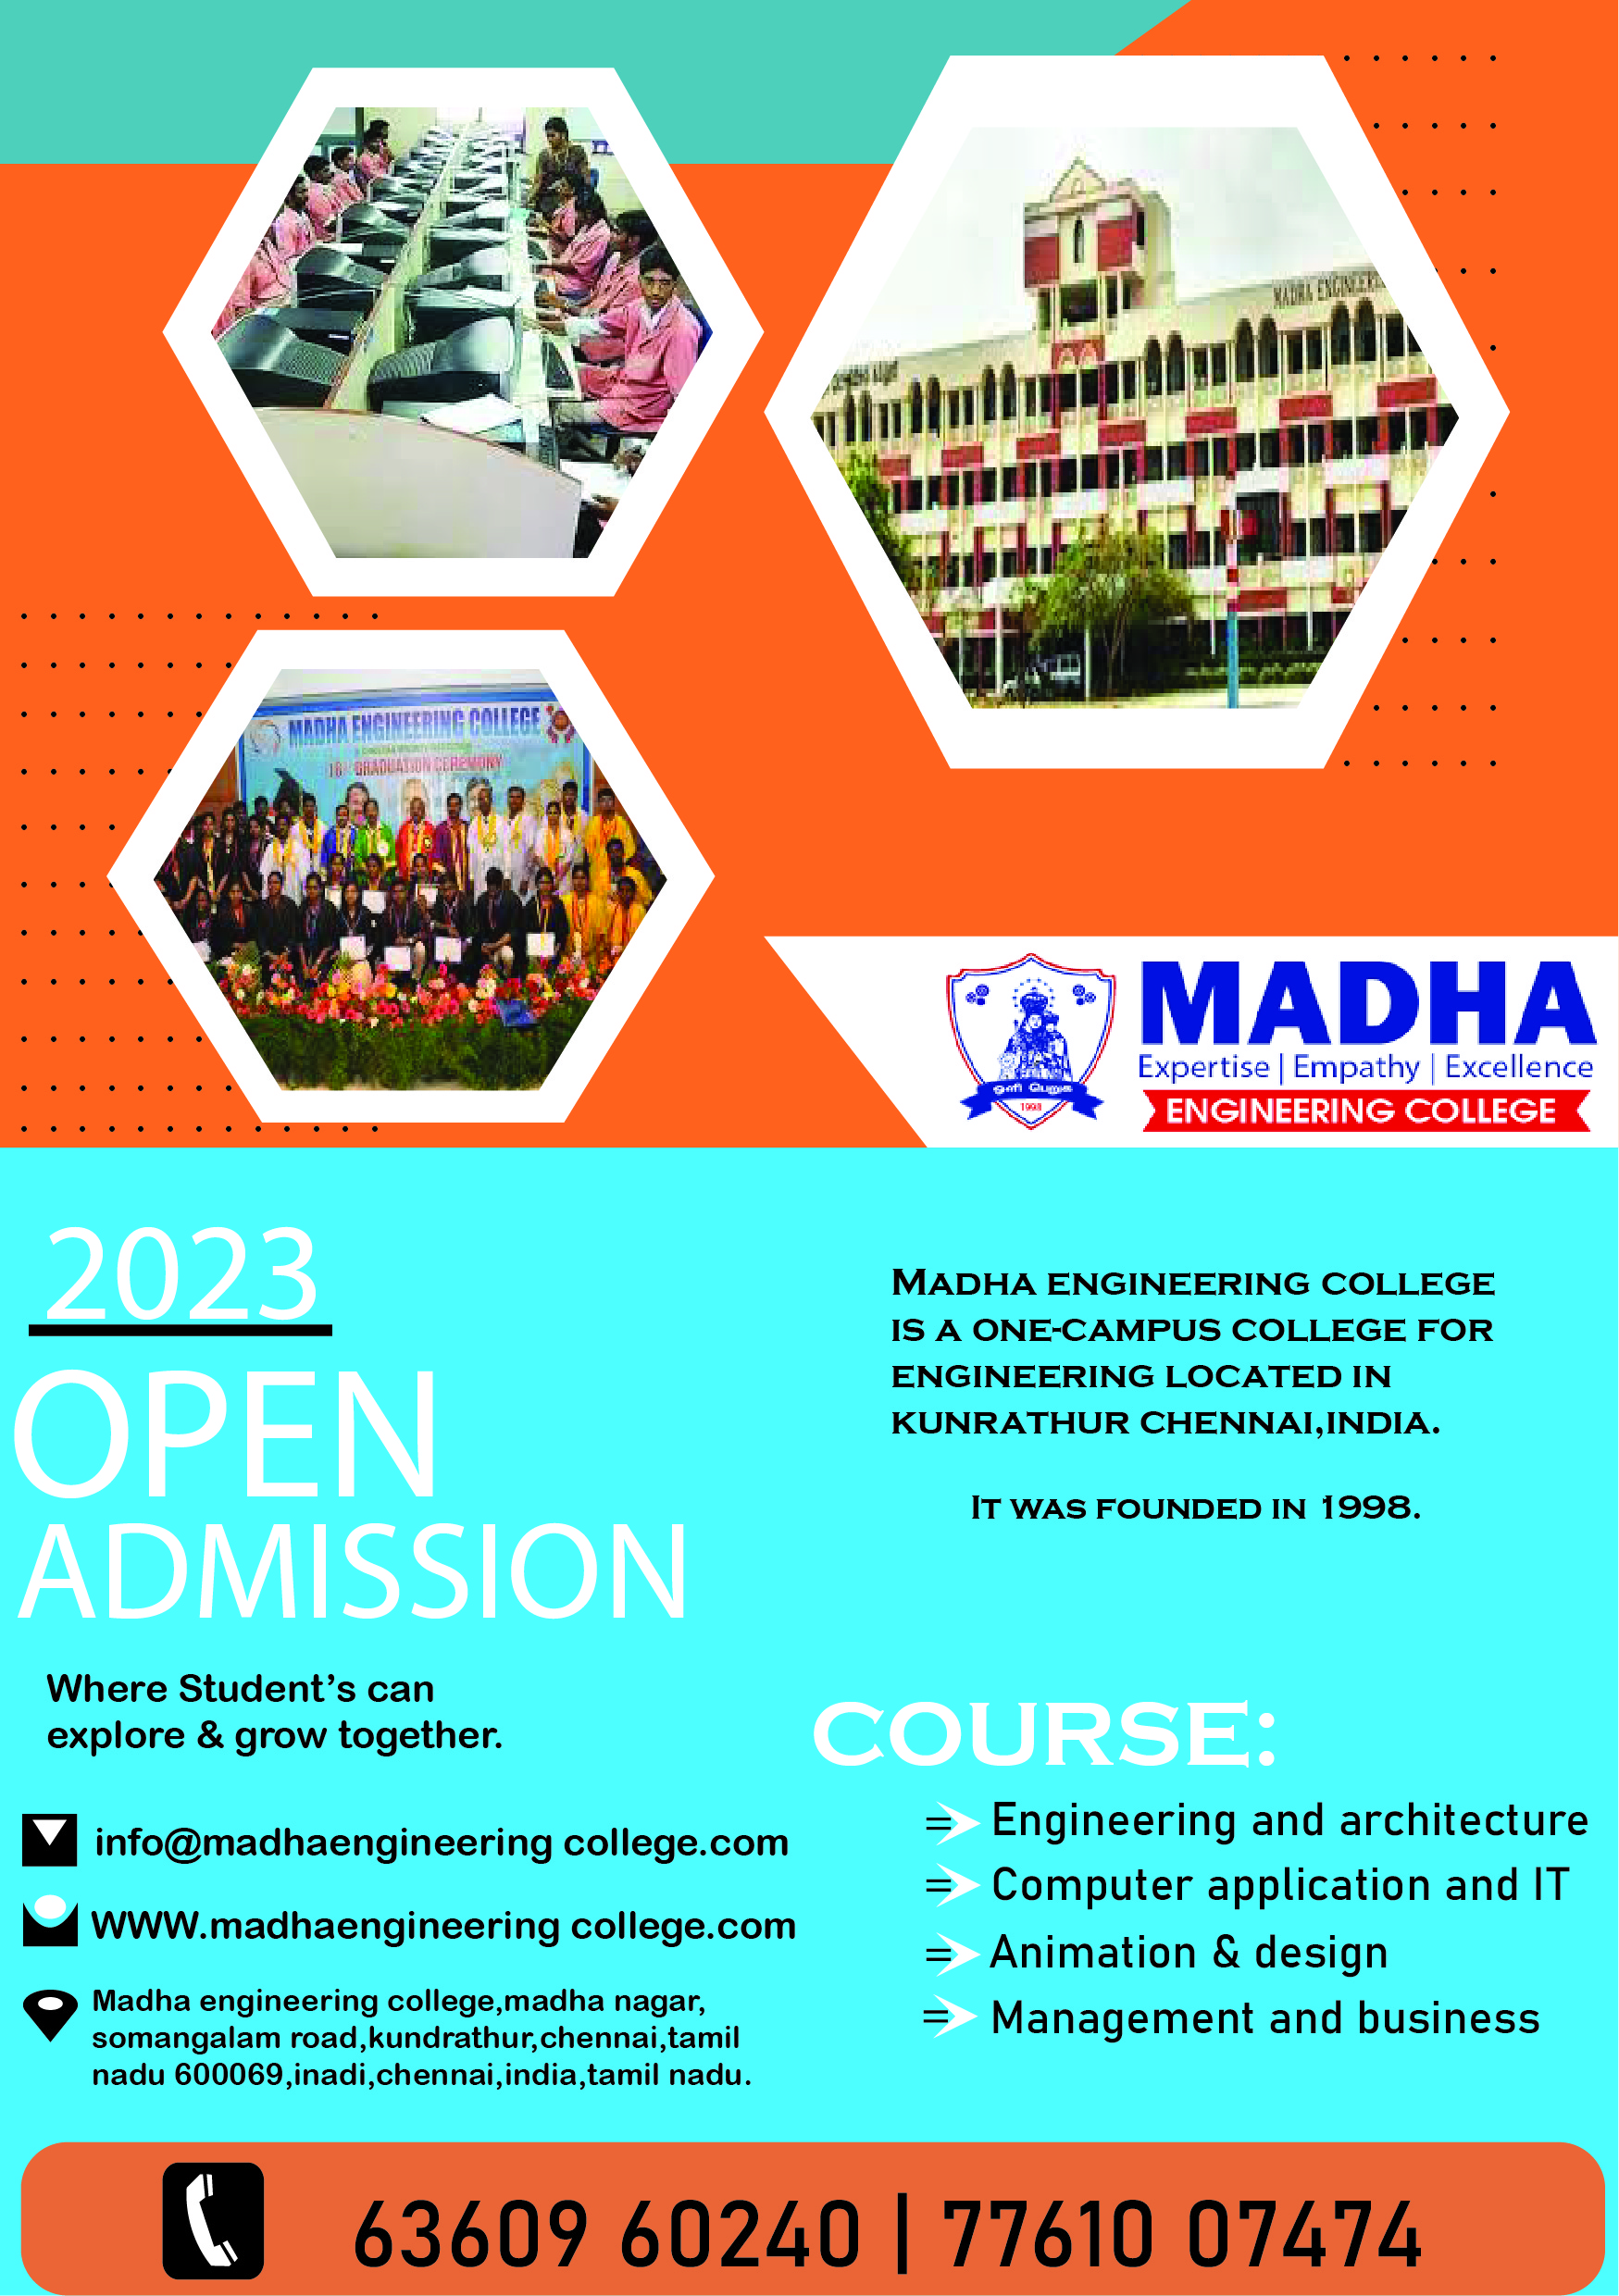 MADHA ENGINEERI
MADHA ENGINEERING COLLEGE
GRADUATION CEREMONY
MADHA
Expertise | Empathy | Excellence
ஒளி பெறுக
1998
ENGINEERING COLLEGE
2023
OPEN
ADMISSION
Where Student's can
explore & grow together.
info@madhaengineering college.com
WWW.madhaengineering college.com
Madha engineering college,madha nagar,
somangalam road,kundrathur,chennai,tamil
nadu 600069,inadi,chennai,india,tamil nadu.
MADHA ENGINEERING COLLEGE
IS A ONE-CAMPUS COLLEGE FOR
ENGINEERING LOCATED IN
KUNRATHUR CHENNAI,INDIA.
IT WAS FOUNDED IN 1998.
COURSE:
Engineering and architecture
Computer application and IT
Animation & design
Management and business
63609 60240 | 77610 07474